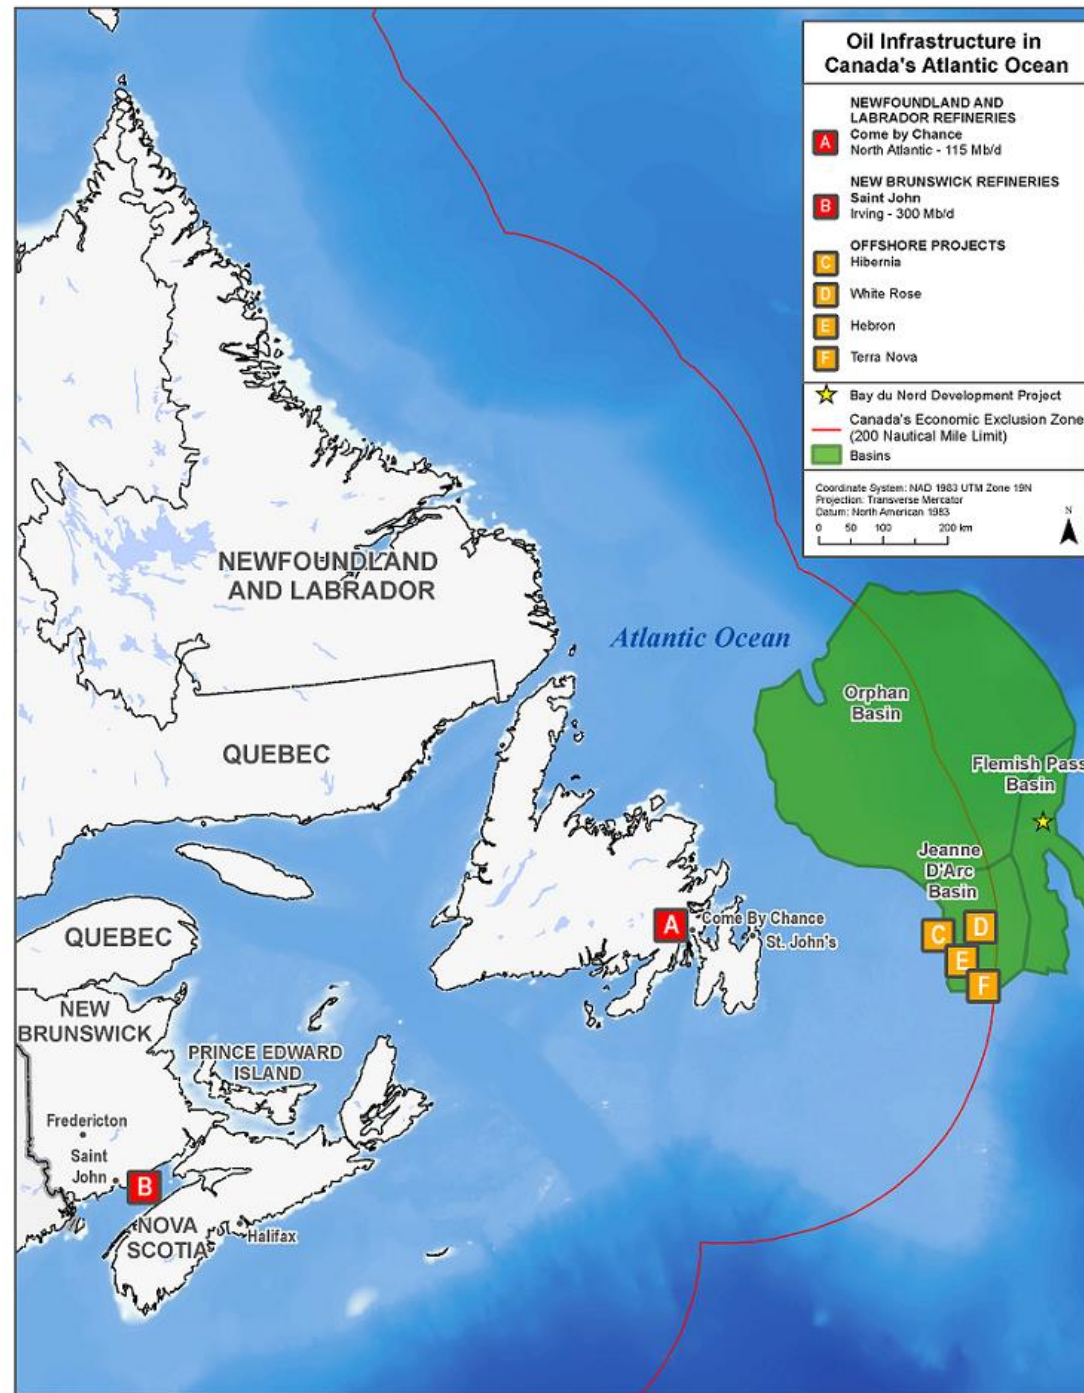 Oil Infrastructure in
Canada's Atlantic Ocean
NEWFOUNDLAND AND
LABRADOR REFINERIES
A
Come by Chance
North Atlantic - 115 Mb/d
NEW BRUNSWICK REFINERIES
B
Saint John
Irving - 300 Mb/d
OFFSHORE PROJECTS
C Hibernia
D White Rose
E Hebron
F Terra Nova
Bay du Nord Development Project
Canada's Economic Exclusion Zone
(200 Nautical Mile Limit)
Basins
Coordinate System: NAD 1983 UTM Zone 19N
Projection: Transverse Mercator
Datum: North American 1983
0 50 100 200 km
N
NEWFOUNDLAND
AND LABRADOR
Atlantic Ocean
Orphan
Basin
QUEBEC
Flemish Pass
Basin
Jeanne
D'Arc
Basin
A
Come By Chance
St. John's
C
D
E
F
QUEBEC
NEW
BRUNSWICK
PRINCE EDWARD
ISLAND
Fredericton
Saint
John
B
NOVA
SCOTIA
Halifax